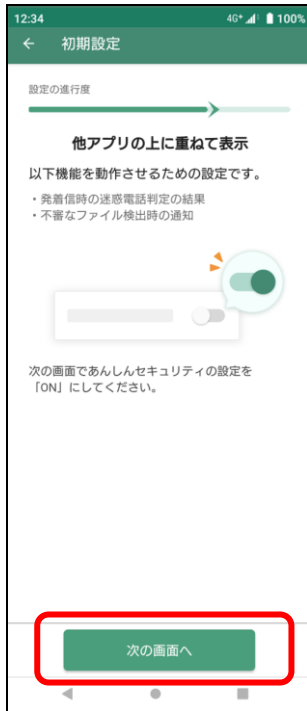 12:34 4G+ 100%
初期設定
設定の進行度
他アプリの上に重ねて表示
以下機能を動作させるための設定です。
・発着信時の迷惑電話判定の結果
・不審なファイル検出時の通知
次の画面であんしんセキュリティの設定を
「ON」にしてください。
次の画面へ